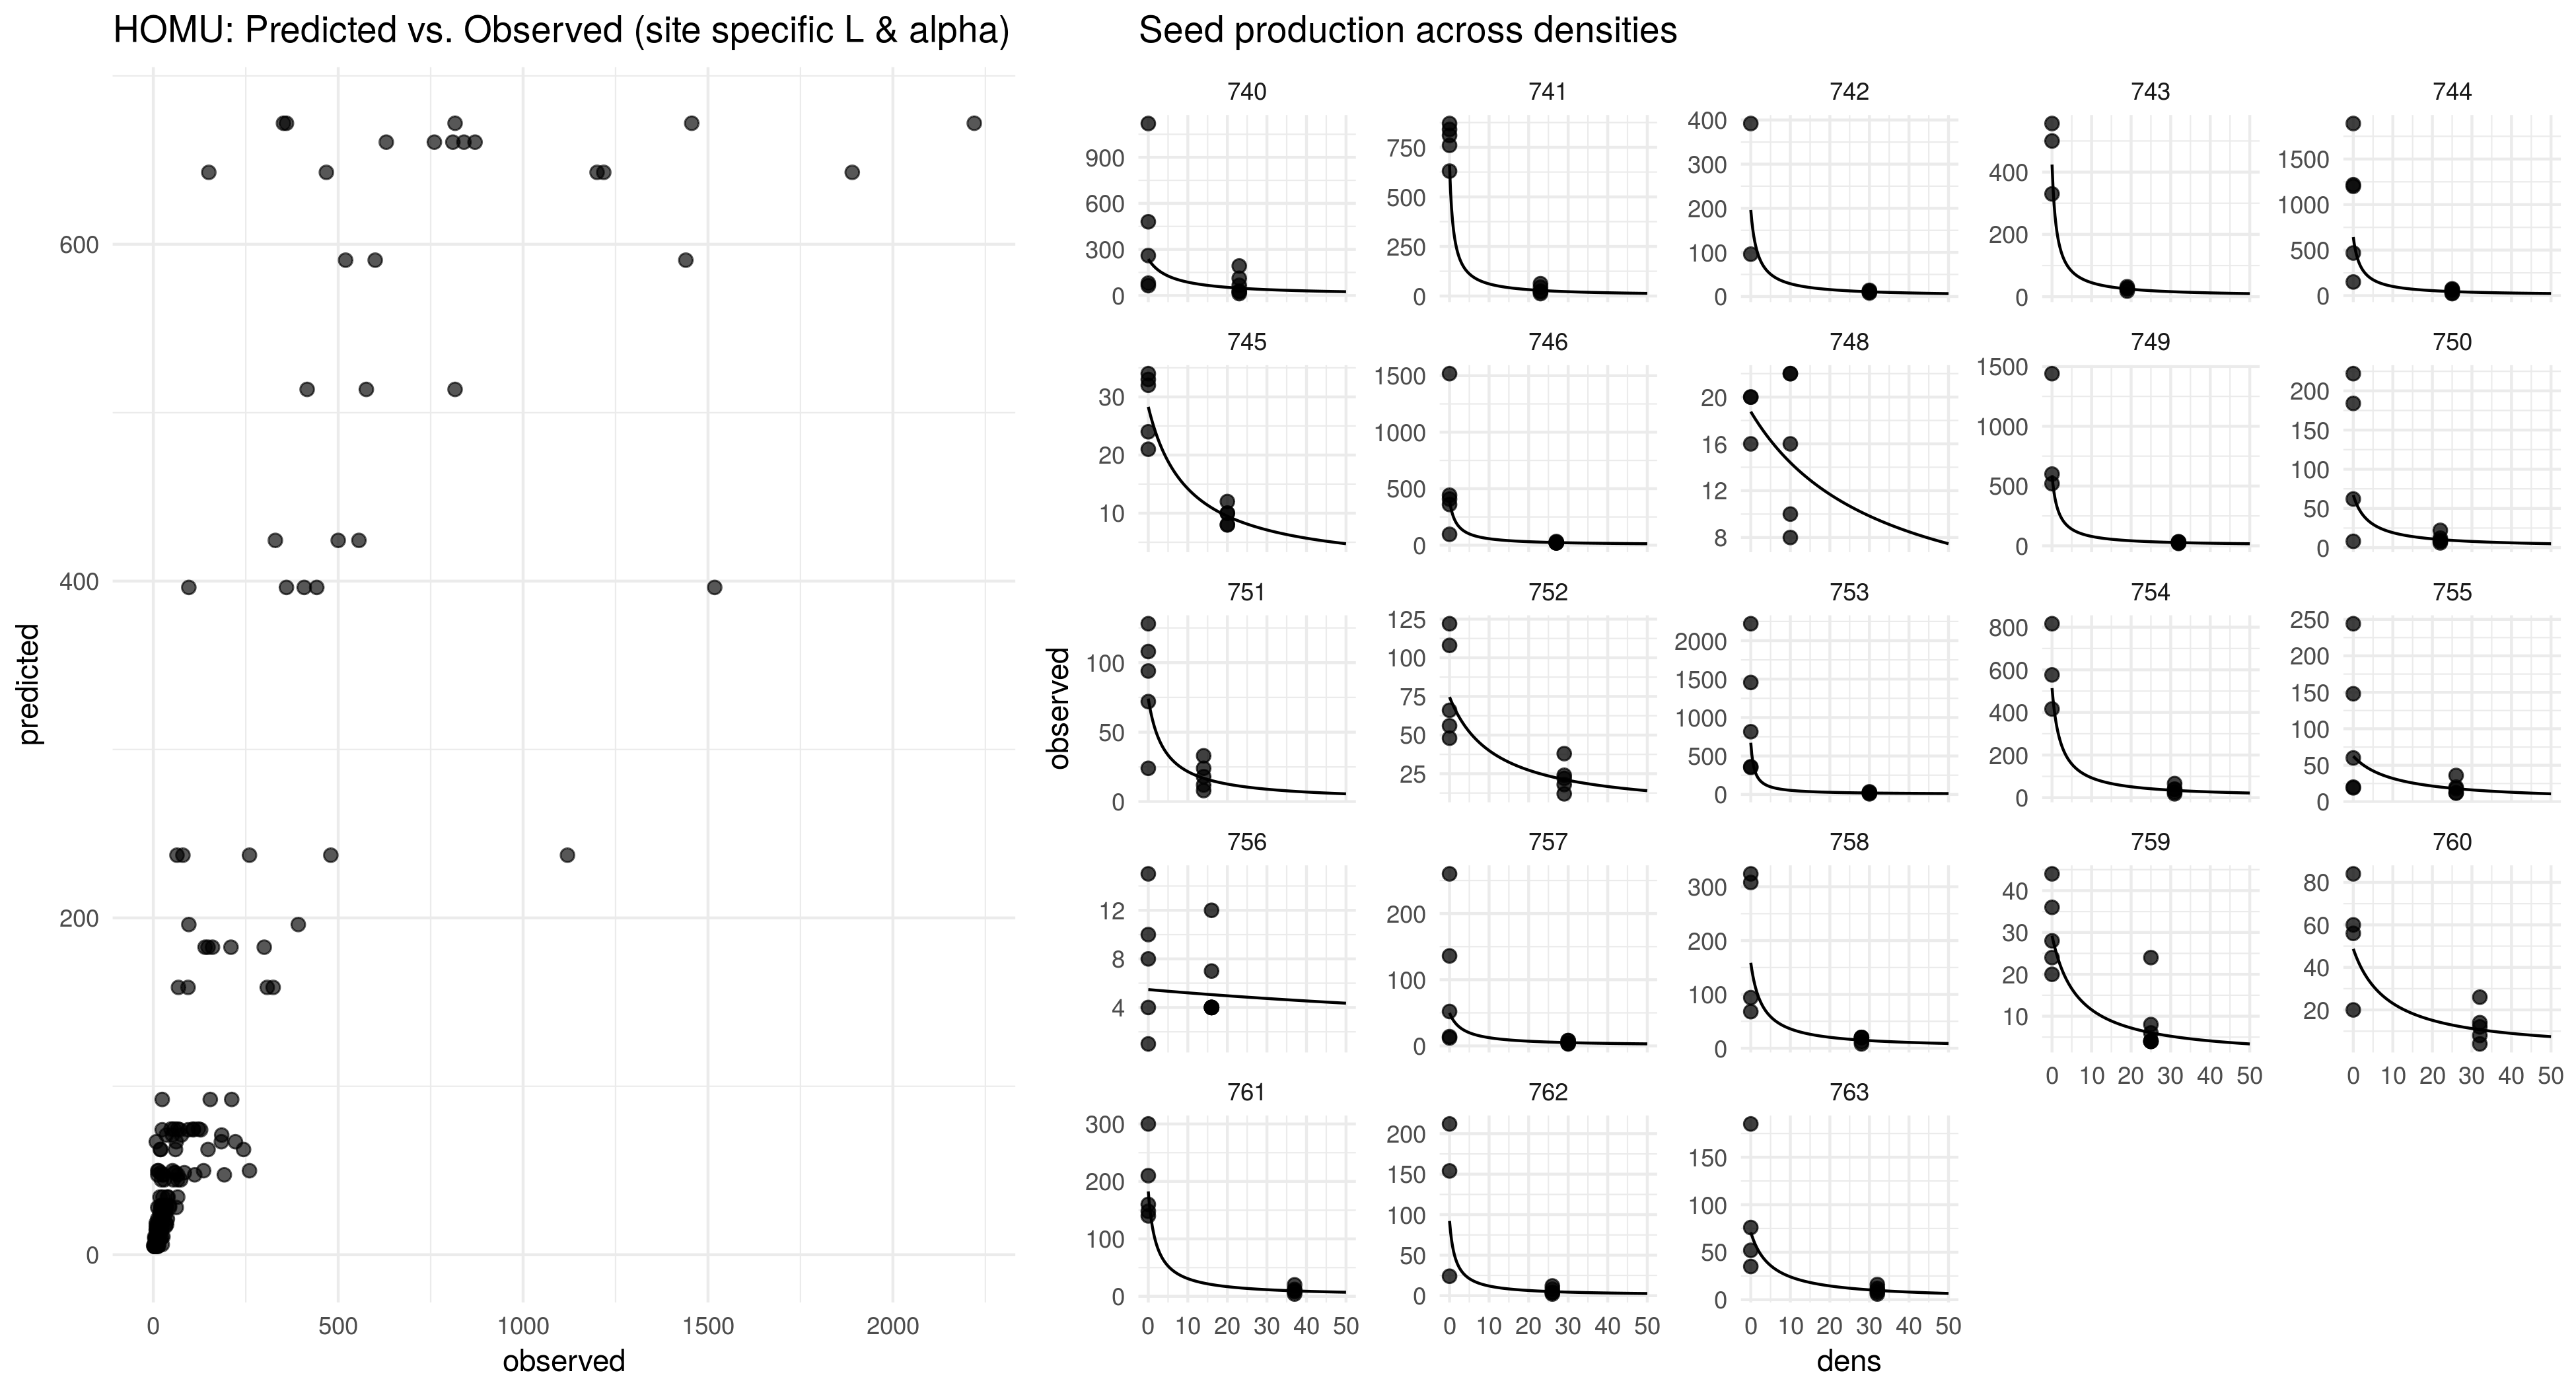 HOMU: Predicted vs. Observed (site specific L & alpha)
predicted
600
400
200
0
0 500 1000 1500 2000
observed
Seed production across densities
observed
740 741 742 743 744
900 600 300 0
750 500 250 0
400 300 200 100 0
400 200 0
1500 1000 500 0
745 746 748 749 750
30 20 10
1500 1000 500 0
20 16 12 8
1500 1000 500 0
200 150 100 50 0
751 752 753 754 755
100 50 0
125 100 75 50 25
2000 1500 1000 500 0
800 600 400 200 0
250 200 150 100 50 0
756 757 758 759 760
12 8 4
200 100 0
300 200 100 0
40 30 20 10
80 60 40 20
0 10 20 30 40 50
0 10 20 30 40 50
761 762 763
300 200 100 0
200 150 100 50 0
150 100 50 0
0 10 20 30 40 50
0 10 20 30 40 50
0 10 20 30 40 50
dens